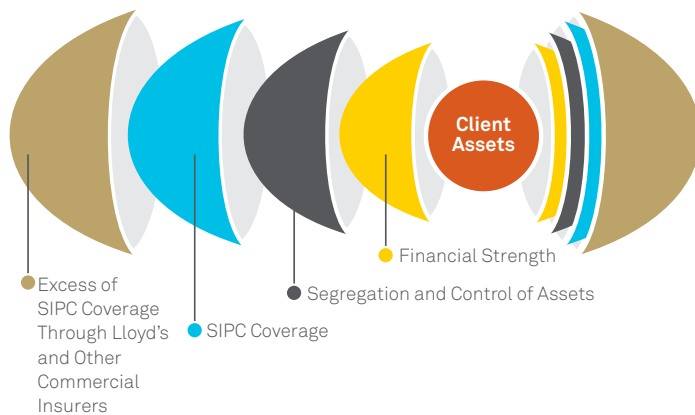 Client
Assets
Financial Strength
Segregation and Control of Assets
SIPC Coverage
Excess of
SIPC Coverage
Through Lloyd’s
and Other
Commercial
Insurers